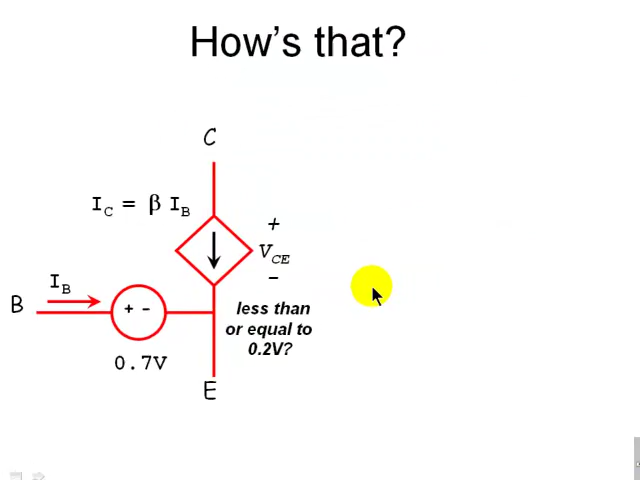 How's that?
C
I_C = β I_B
+
V_CE
−
I_B
B
+ −
less than
or equal to
0.2V?
0.7V
E